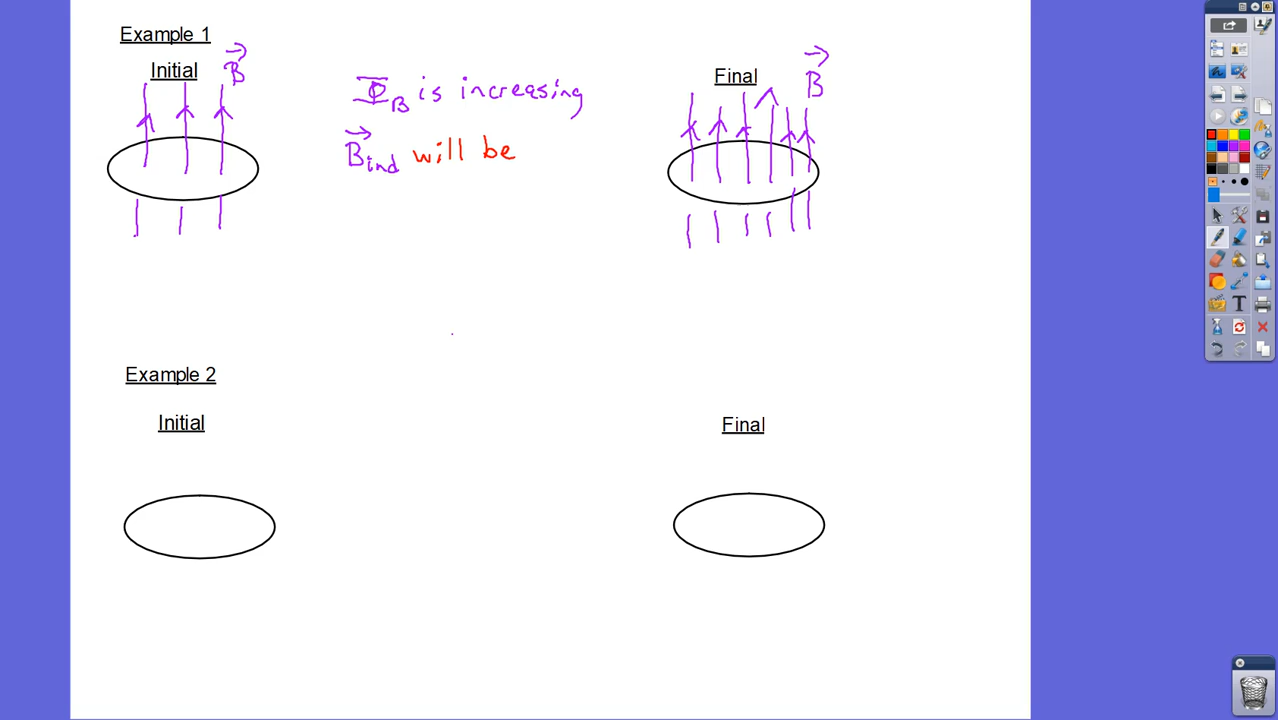 Example 1
Initial
B
Φ_B is increasing
B_ind will be
Final
B
Example 2
Initial
Final